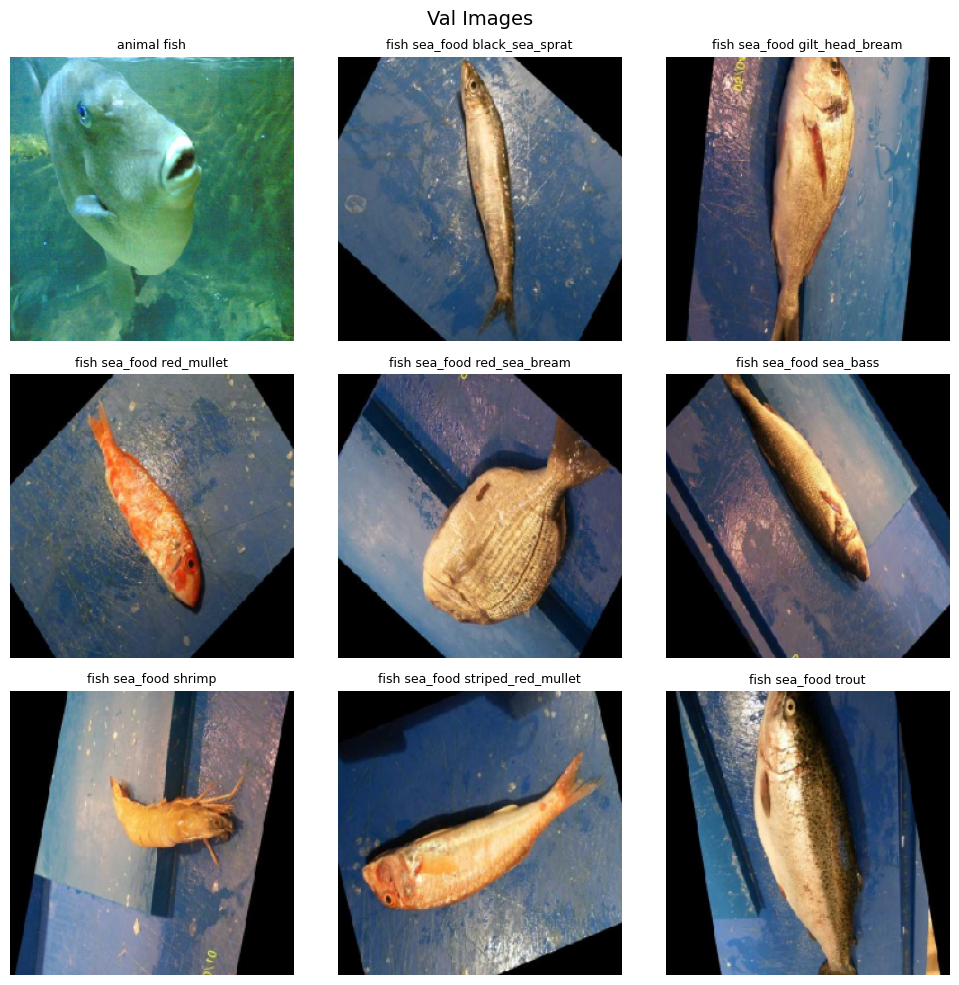 Val Images
animal fish
fish sea_food black_sea_sprat
fish sea_food gilt_head_bream
fish sea_food red_mullet
fish sea_food red_sea_bream
fish sea_food sea_bass
fish sea_food shrimp
fish sea_food striped_red_mullet
fish sea_food trout